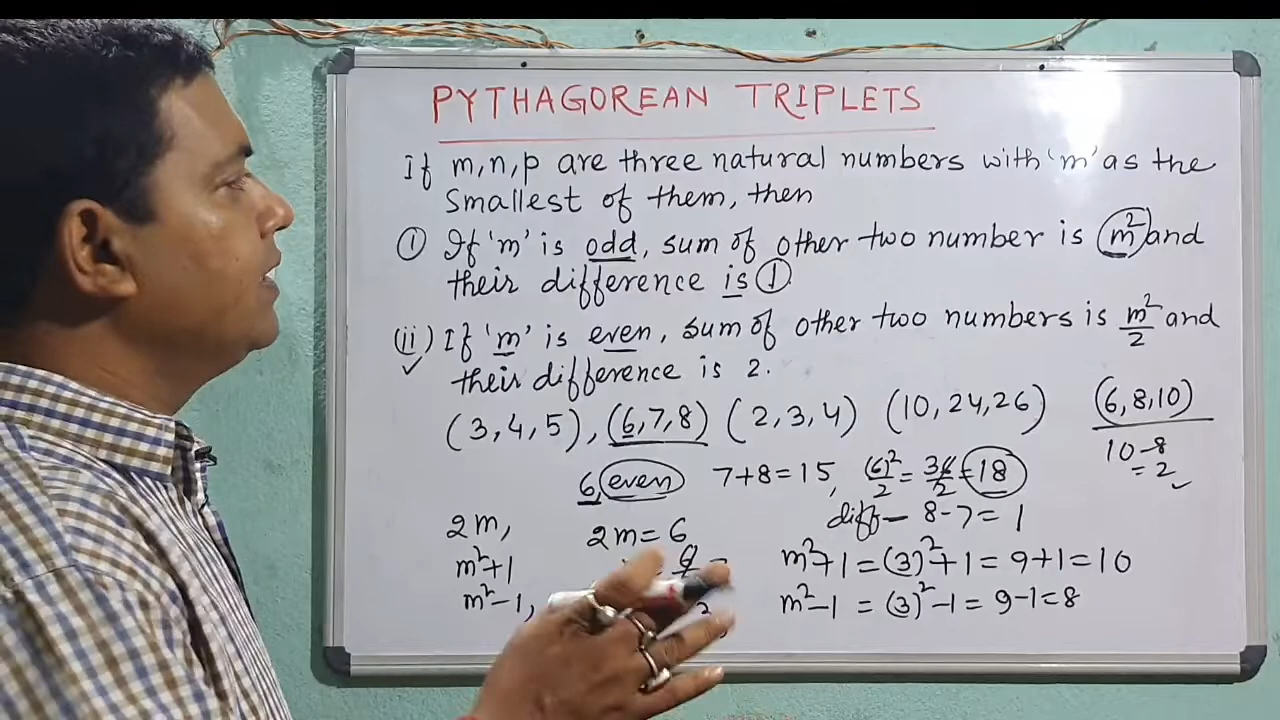 PYTHAGOREAN TRIPLETS
If m,n,p are three natural numbers with 'm' as the
smallest of them, then
① If 'm' is odd, sum of other two number is m² and
their difference is ①
(ii) If 'm' is even, sum of other two numbers is m²/2 and
their difference is 2.
(3,4,5), (6,7,8) (2,3,4) (10,24,26) (6,8,10)
10-8
= 2 ✓
6, even 7+8=15, (6)²/2 = 36/2 = 18
diff- 8-7=1
2m, 2m=6
m²+1 m²+1 = (3)²+1 = 9+1=10
m²-1, m²-1 = (3)²-1 = 9-1=8